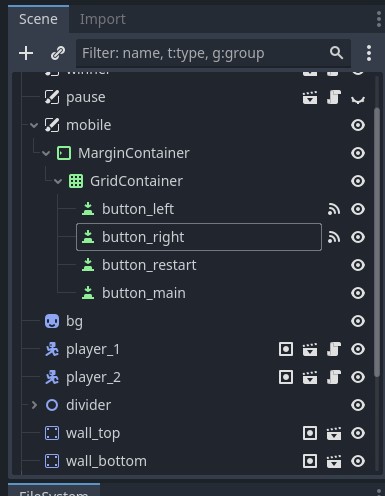 Scene Import
Filter: name, t:type, g:group
winner
pause
mobile
MarginContainer
GridContainer
button_left
button_right
button_restart
button_main
bg
player_1
player_2
divider
wall_top
wall_bottom
FileSystem